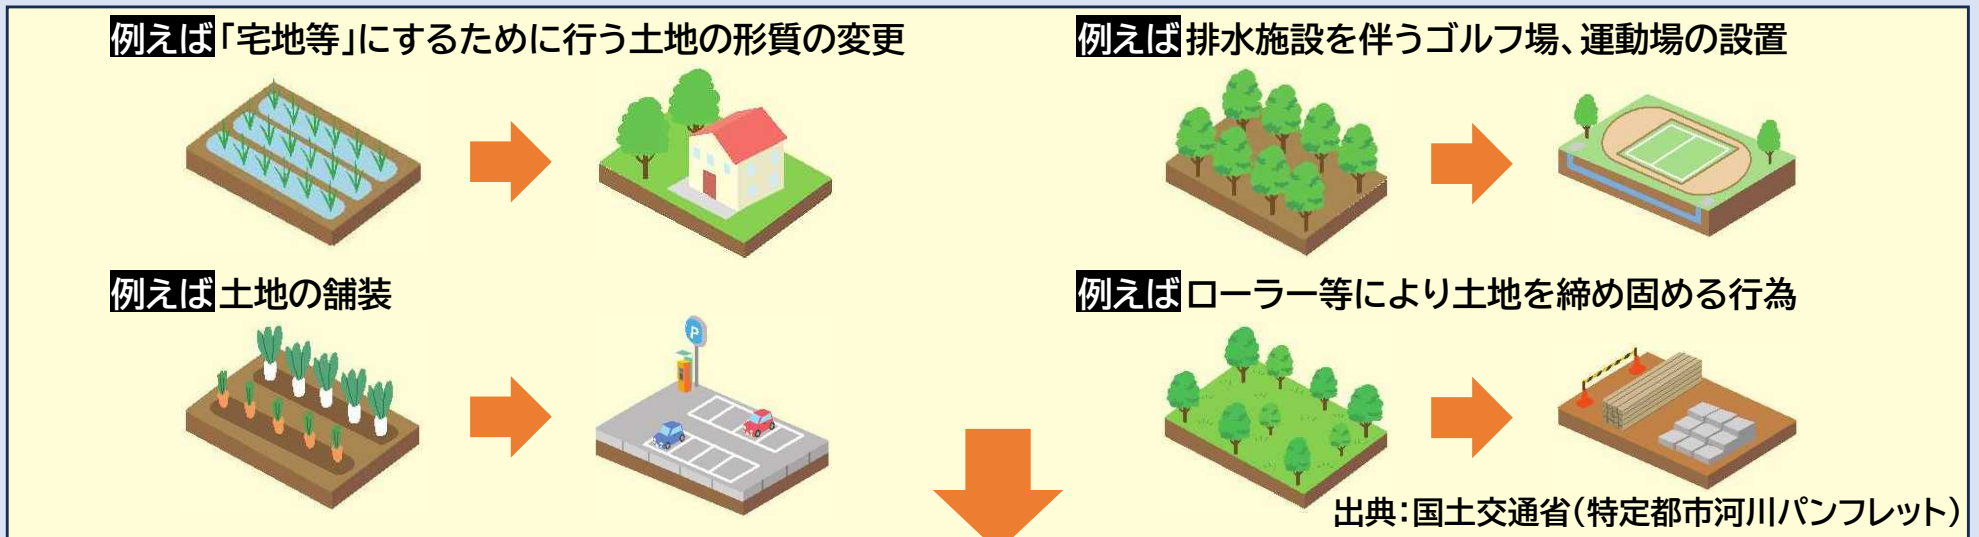 例えば「宅地等」にするために行う土地の形質の変更
例えば排水施設を伴うゴルフ場、運動場の設置
例えば土地の舗装
P
例えばローラー等により土地を締め固める行為
出典：国土交通省（特定都市河川パンフレット）